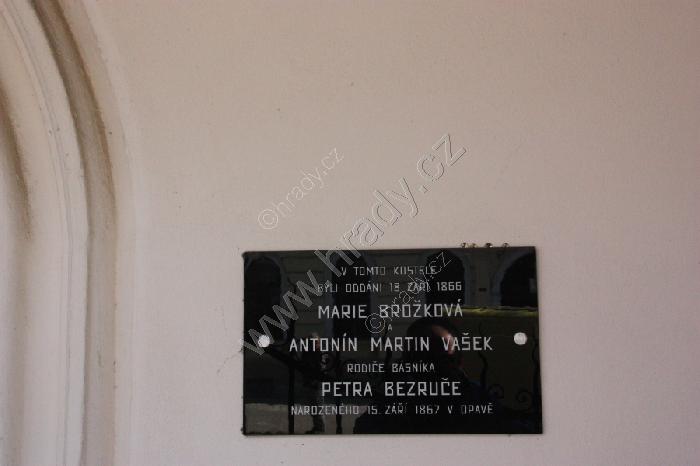 V TOMTO KOSTELE
BYLI ODDÁNI 18. ZÁŘÍ 1866
MARIE BROŽKOVÁ
A
ANTONÍN MARTIN VAŠEK
RODIČE BÁSNÍKA
PETRA BEZRUČE
NAROZENÉHO 15. ZÁŘÍ 1867 V OPAVĚ
©hrady.cz
www.hrady.cz
©hrady.cz